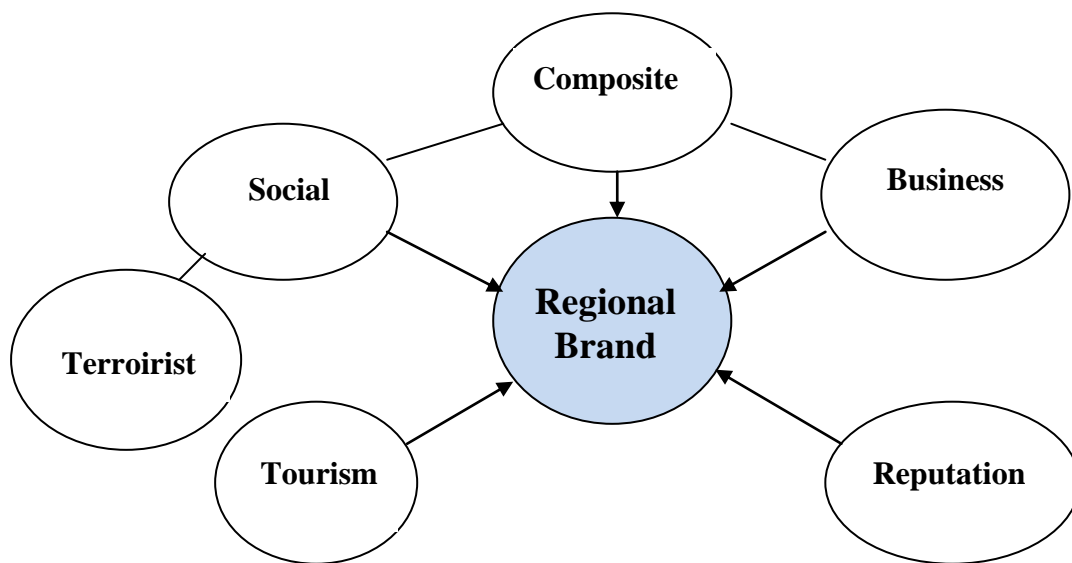 Composite
Social
Business
Regional
Brand
Terroirist
Tourism
Reputation